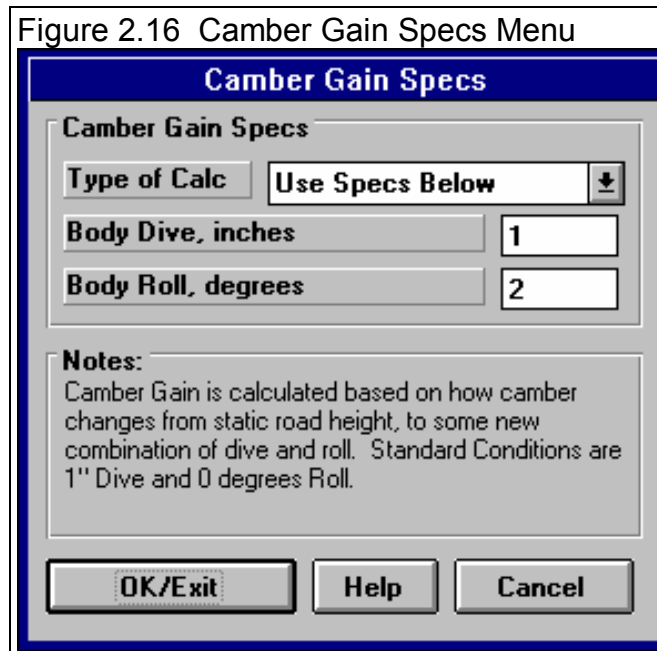 Figure 2.16 Camber Gain Specs Menu
Camber Gain Specs
Camber Gain Specs
Type of Calc Use Specs Below
Body Dive, inches 1
Body Roll, degrees 2
Notes:
Camber Gain is calculated based on how camber
changes from static road height, to some new
combination of dive and roll. Standard Conditions are
1" Dive and 0 degrees Roll.
OK/Exit Help Cancel